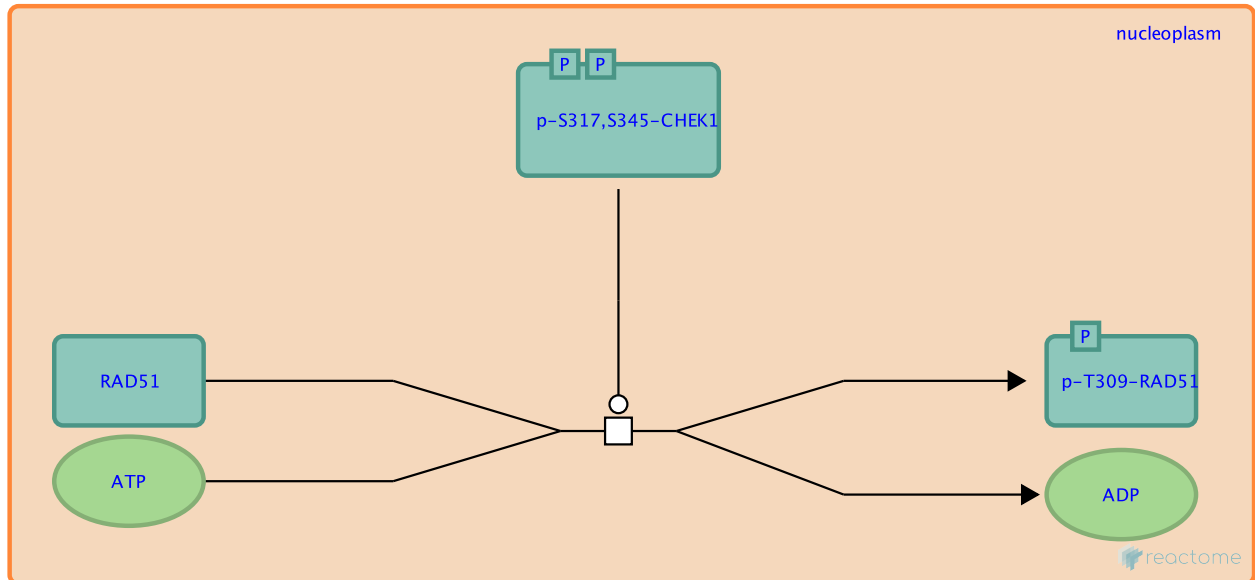 nucleoplasm
P P
p-S317,S345-CHEK1
RAD51
P
p-T309-RAD51
ATP
ADP
reactome